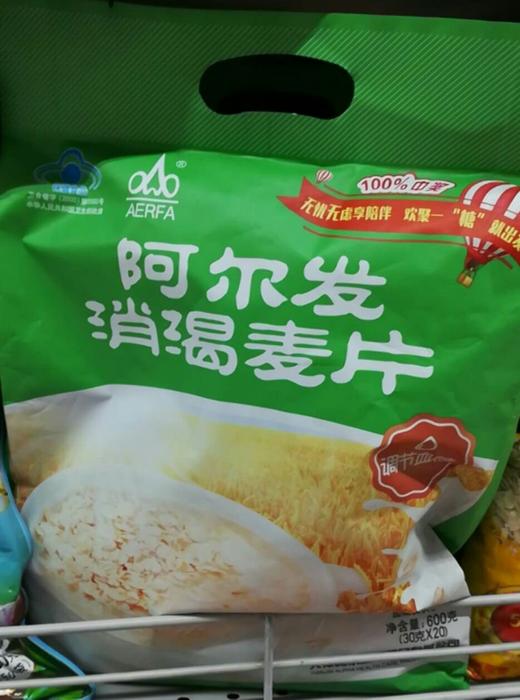 AERFA
®
100%中奖
无忧无虑享陪伴 欢聚一"糖"就出发
阿尔发
消渴麦片
调节血
净含量:600克
(30克X20)